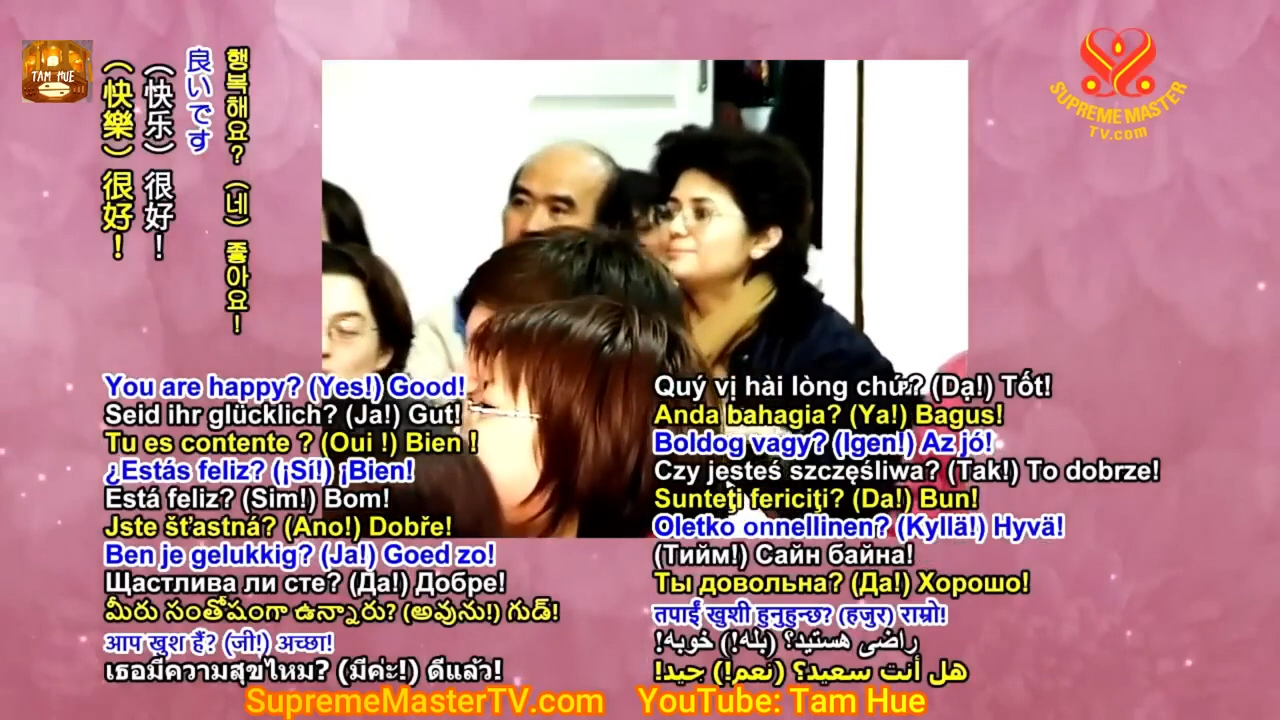 TAM HUE
(快樂)很好！
(快乐)很好！
良いです
행복해요? (네) 좋아요!
SUPREME MASTER
TV.com
You are happy? (Yes!) Good!
Seid ihr glücklich? (Ja!) Gut!
Tu es contente ? (Oui !) Bien !
¿Estás feliz? (¡Sí!) ¡Bien!
Está feliz? (Sim!) Bom!
Jste šťastná? (Ano!) Dobře!
Ben je gelukkig? (Ja!) Goed zo!
Щастлива ли сте? (Да!) Добре!
మీరు సంతోషంగా ఉన్నారు? (అవును!) గుడ్!
आप खुश हैं? (जी!) अच्छा!
เธอมีความสุขไหม? (มีค่ะ!) ดีแล้ว!
Quý vị hài lòng chứ? (Dạ!) Tốt!
Anda bahagia? (Ya!) Bagus!
Boldog vagy? (Igen!) Az jó!
Czy jesteś szczęśliwa? (Tak!) To dobrze!
Sunteţi fericiţi? (Da!) Bun!
Oletko onnellinen? (Kyllä!) Hyvä!
(Тийм!) Сайн байна!
Ты довольна? (Да!) Хорошо!
तपाईं खुशी हुनुहुन्छ? (हजुर) राम्रो!
راضی هستید؟ (بله!) خوبه!
هل أنت سعيد؟ (نعم!) جيد!
SupremeMasterTV.com YouTube: Tam Hue